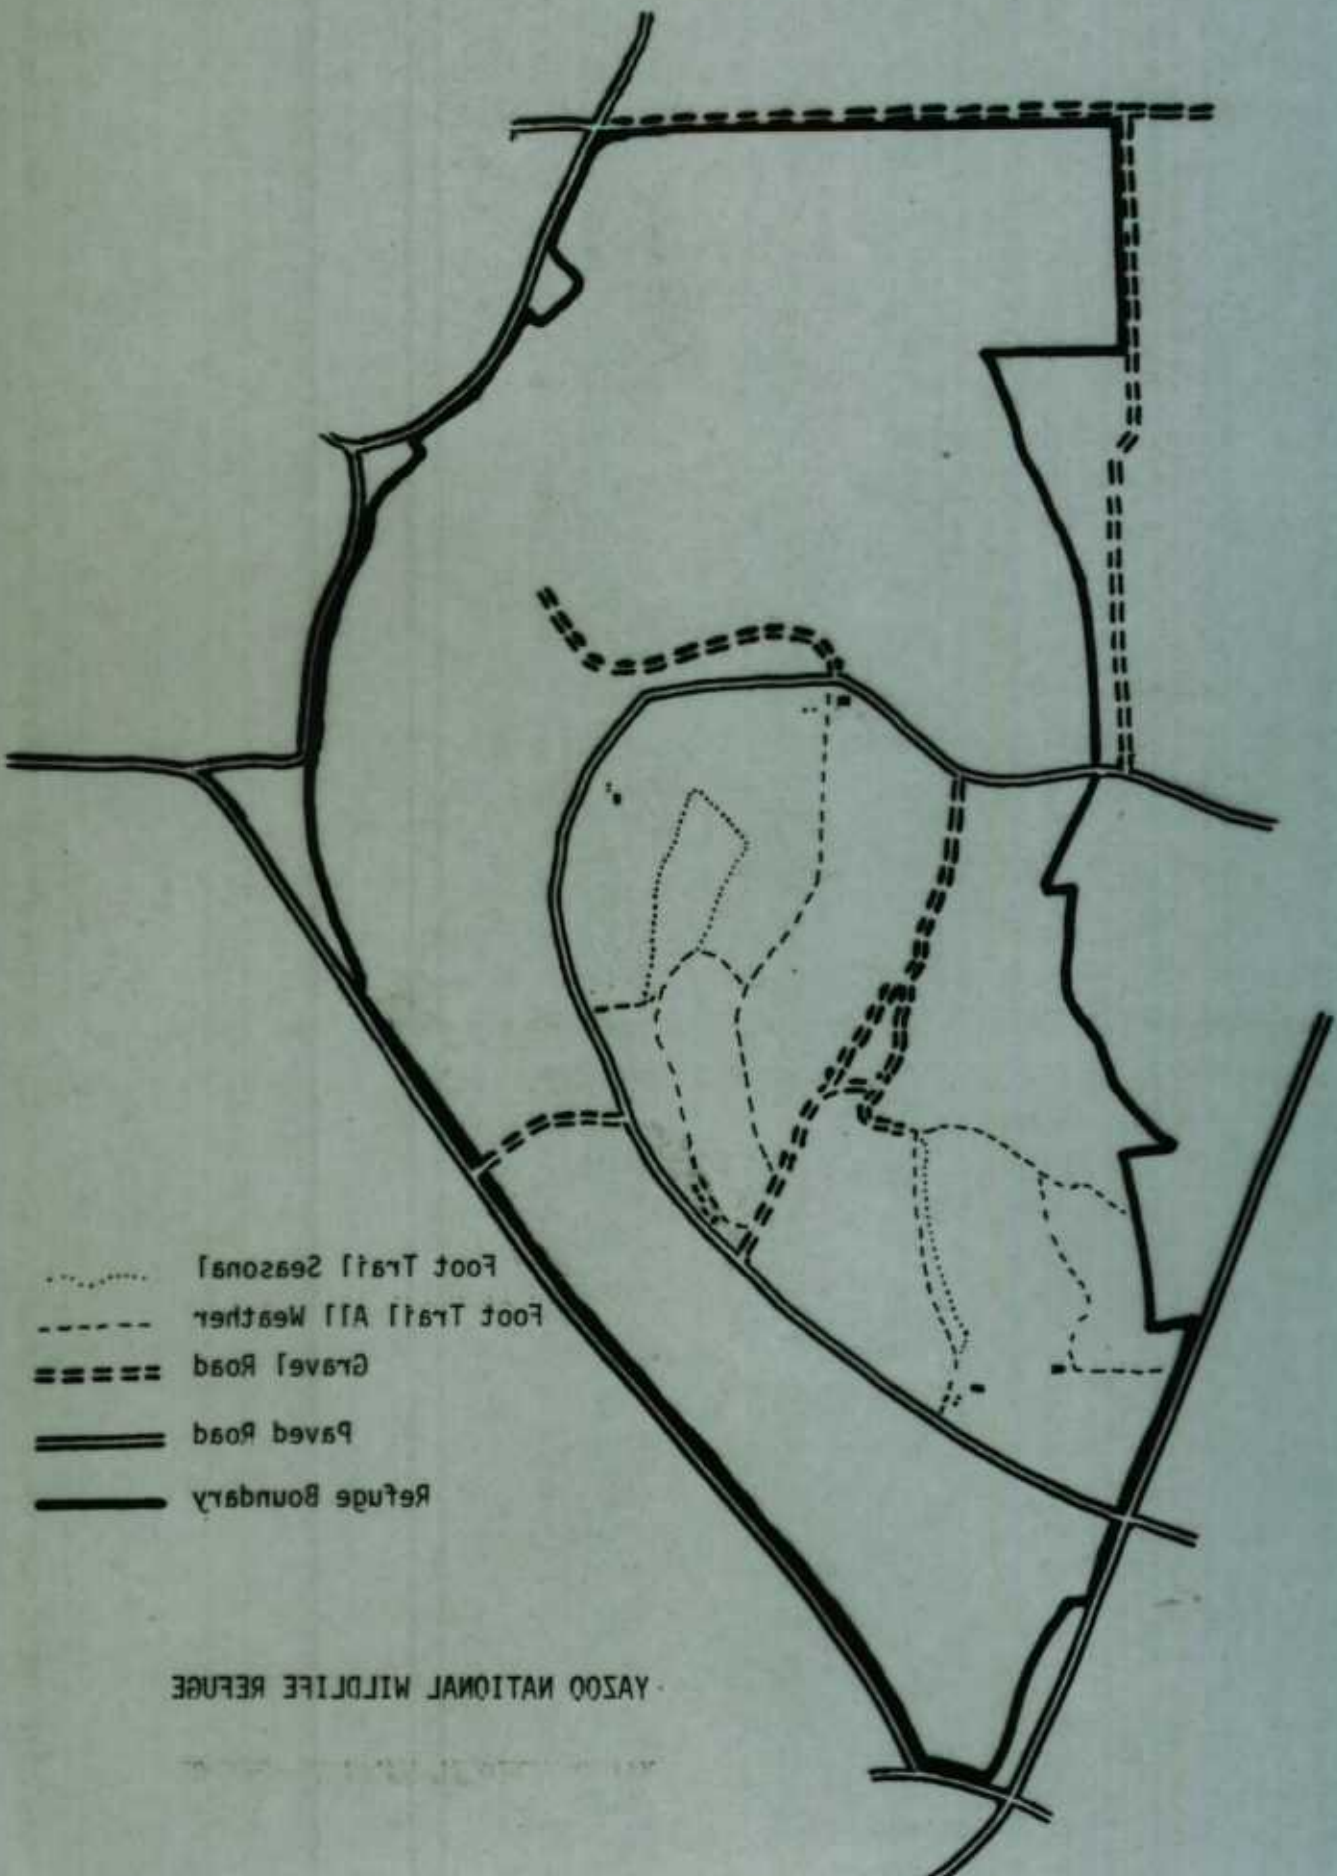 Foot Trail Seasonal
Foot Trail All Weather
Gravel Road
Paved Road
Refuge Boundary
YAZOO NATIONAL WILDLIFE REFUGE